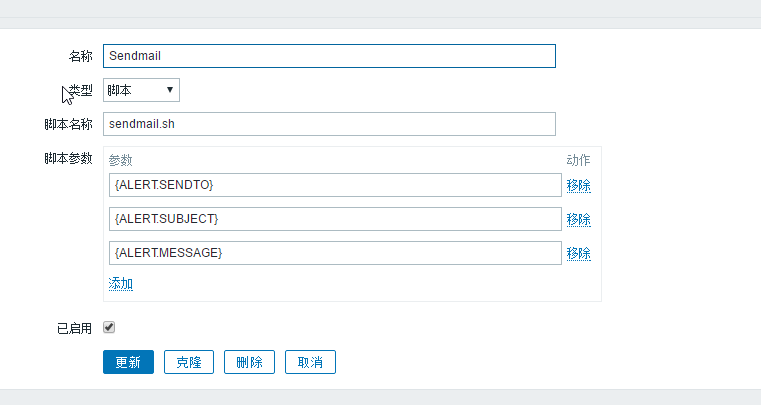 名称 Sendmail
类型 脚本
脚本名称 sendmail.sh
脚本参数 参数 动作
{ALERT.SENDTO} 移除
{ALERT.SUBJECT} 移除
{ALERT.MESSAGE} 移除
添加
已启用
更新 克隆 删除 取消